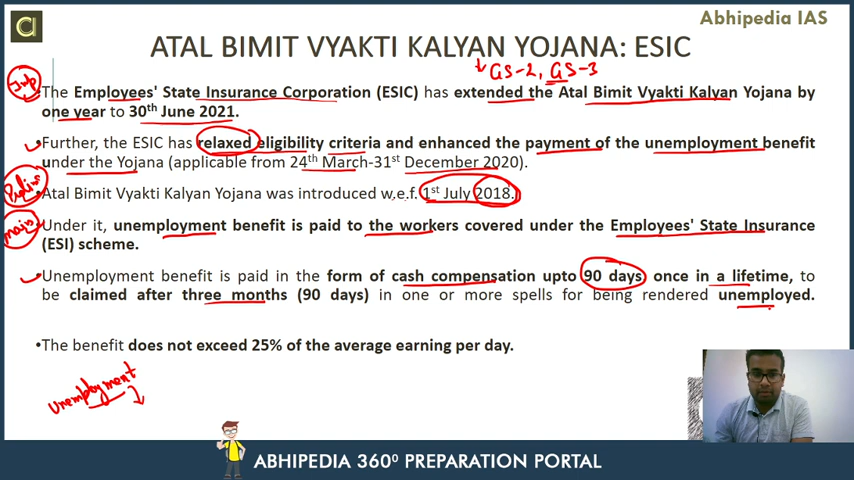 Abhipedia IAS
ATAL BIMIT VYAKTI KALYAN YOJANA: ESIC
GS-2, GS-3
Imp
The Employees' State Insurance Corporation (ESIC) has extended the Atal Bimit Vyakti Kalyan Yojana by
one year to 30th June 2021.
•Further, the ESIC has relaxed eligibility criteria and enhanced the payment of the unemployment benefit
under the Yojana (applicable from 24th March-31st December 2020).
Prelims
Atal Bimit Vyakti Kalyan Yojana was introduced w.e.f. 1st July 2018.
Mains
Under it, unemployment benefit is paid to the workers covered under the Employees' State Insurance
(ESI) scheme.
•Unemployment benefit is paid in the form of cash compensation upto 90 days once in a lifetime, to
be claimed after three months (90 days) in one or more spells for being rendered unemployed.
•The benefit does not exceed 25% of the average earning per day.
unemployment
ABHIPEDIA 360⁰ PREPARATION PORTAL